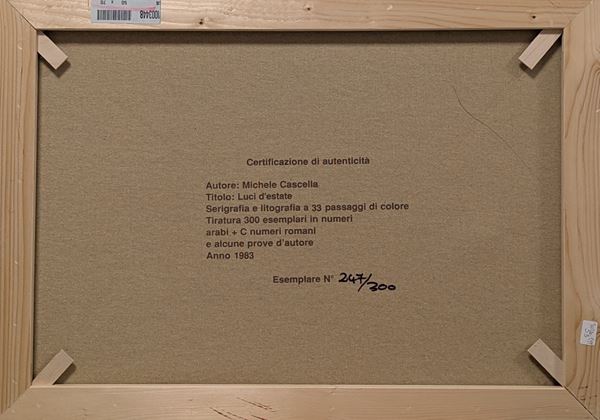 10003448
Certificazione di autenticità
Autore: Michele Cascella
Titolo: Luci d'estate
Serigrafia e litografia a 33 passaggi di colore
Tiratura 300 esemplari in numeri
arabi + C numeri romani
e alcune prove d'autore
Anno 1983
Esemplare N° 247/300